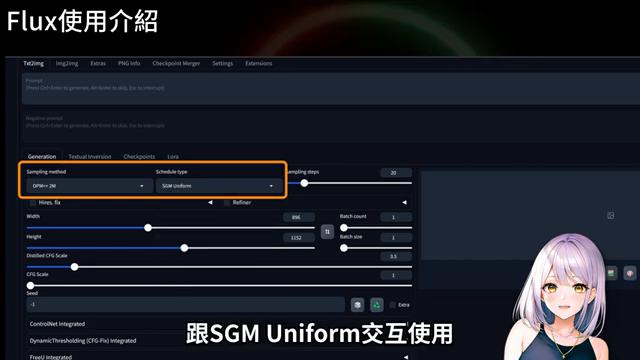 Flux使用介紹
Txt2img Img2img Extras PNG Info Checkpoint Merger Settings Extensions
Prompt
(Press Ctrl+Enter to generate, Alt+Enter to skip, Esc to interrupt)
Negative prompt
(Press Ctrl+Enter to generate, Alt+Enter to skip, Esc to interrupt)
Generation Textual Inversion Checkpoints Lora
Sampling method Schedule type sampling steps 20
DPM++ 2M SGM Uniform
Hires. fix Refiner
Width 896 Batch count 1
Height 1152 Batch size 1
Distilled CFG Scale 3.5
CFG Scale 1
Seed
-1 Extra
ControlNet Integrated
DynamicThresholding (CFG-Fix) Integrated
FreeU Integrated
跟SGM Uniform交互使用